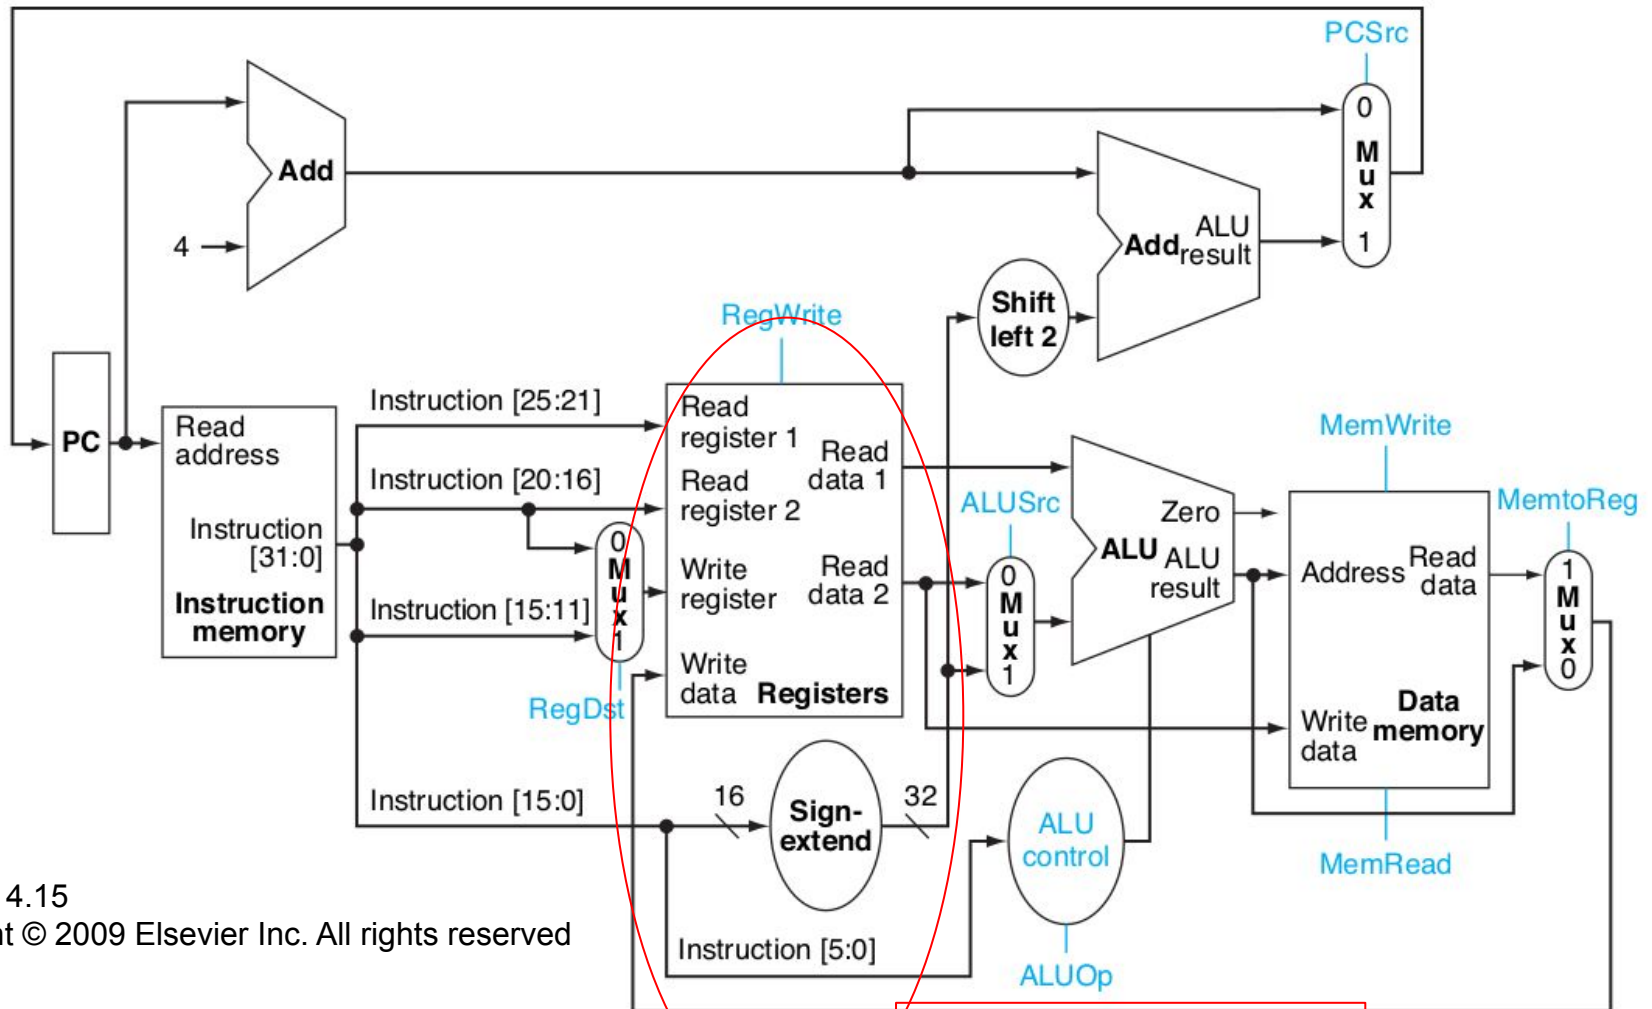 PCSrc
0
M
u
x
1
Add
4
Add
ALU
result
Shift
left 2
RegWrite
PC
Read
address
Instruction
[31:0]
Instruction
memory
Instruction [25:21]
Instruction [20:16]
Instruction [15:11]
0
M
u
x
1
RegDst
Read
register 1
Read
register 2
Write
register
Write
data
Read
data 1
Read
data 2
Registers
ALUSrc
0
M
u
x
1
Zero
ALU
ALU
result
MemWrite
Address
Read
data
Write
data
Data
memory
MemRead
MemtoReg
1
M
u
x
0
Instruction [15:0]
16
Sign-
extend
32
ALU
control
ALUOp
Instruction [5:0]
4.15
© 2009 Elsevier Inc. All rights reserved